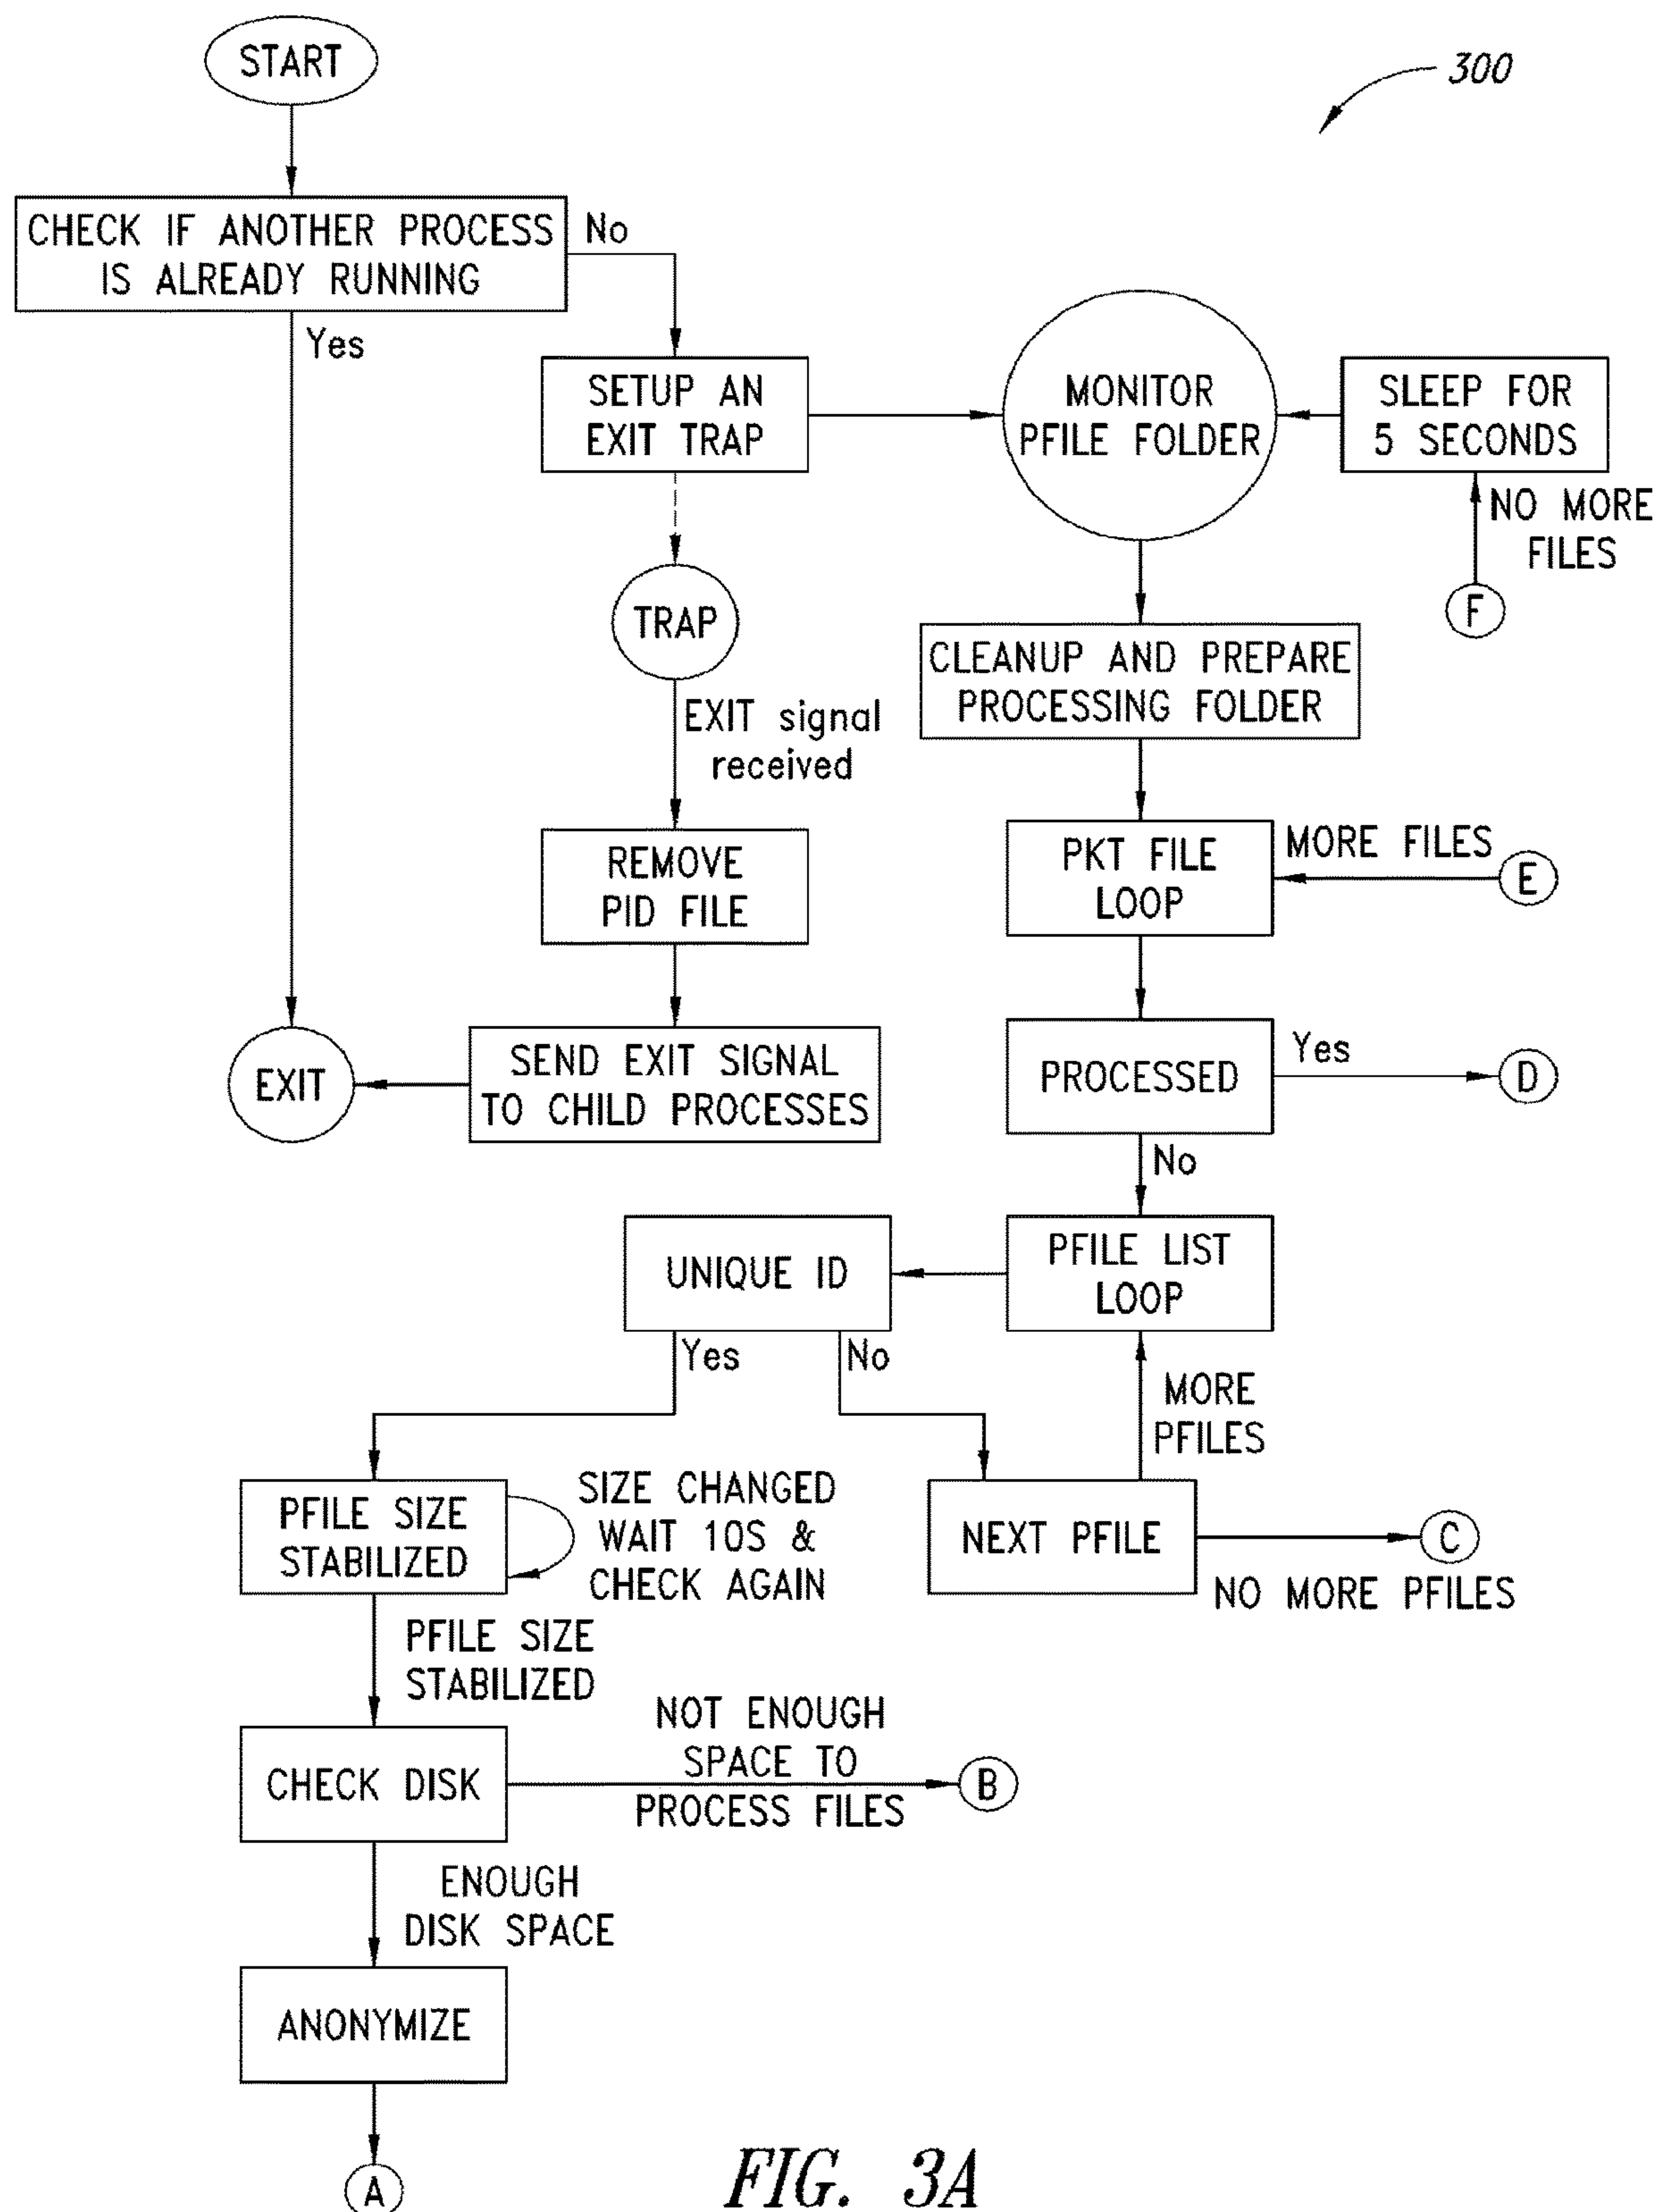 START
300
CHECK IF ANOTHER PROCESS
IS ALREADY RUNNING
No
Yes
SETUP AN
EXIT TRAP
MONITOR
PFILE FOLDER
SLEEP FOR
5 SECONDS
NO MORE
FILES
F
TRAP
CLEANUP AND PREPARE
PROCESSING FOLDER
EXIT signal
received
REMOVE
PID FILE
PKT FILE
LOOP
MORE FILES
E
EXIT
SEND EXIT SIGNAL
TO CHILD PROCESSES
PROCESSED
Yes
D
No
UNIQUE ID
PFILE LIST
LOOP
Yes
No
MORE
PFILES
PFILE SIZE
STABILIZED
SIZE CHANGED
WAIT 10S &
CHECK AGAIN
NEXT PFILE
C
NO MORE PFILES
PFILE SIZE
STABILIZED
CHECK DISK
NOT ENOUGH
SPACE TO
PROCESS FILES
B
ENOUGH
DISK SPACE
ANONYMIZE
A
FIG. 3A